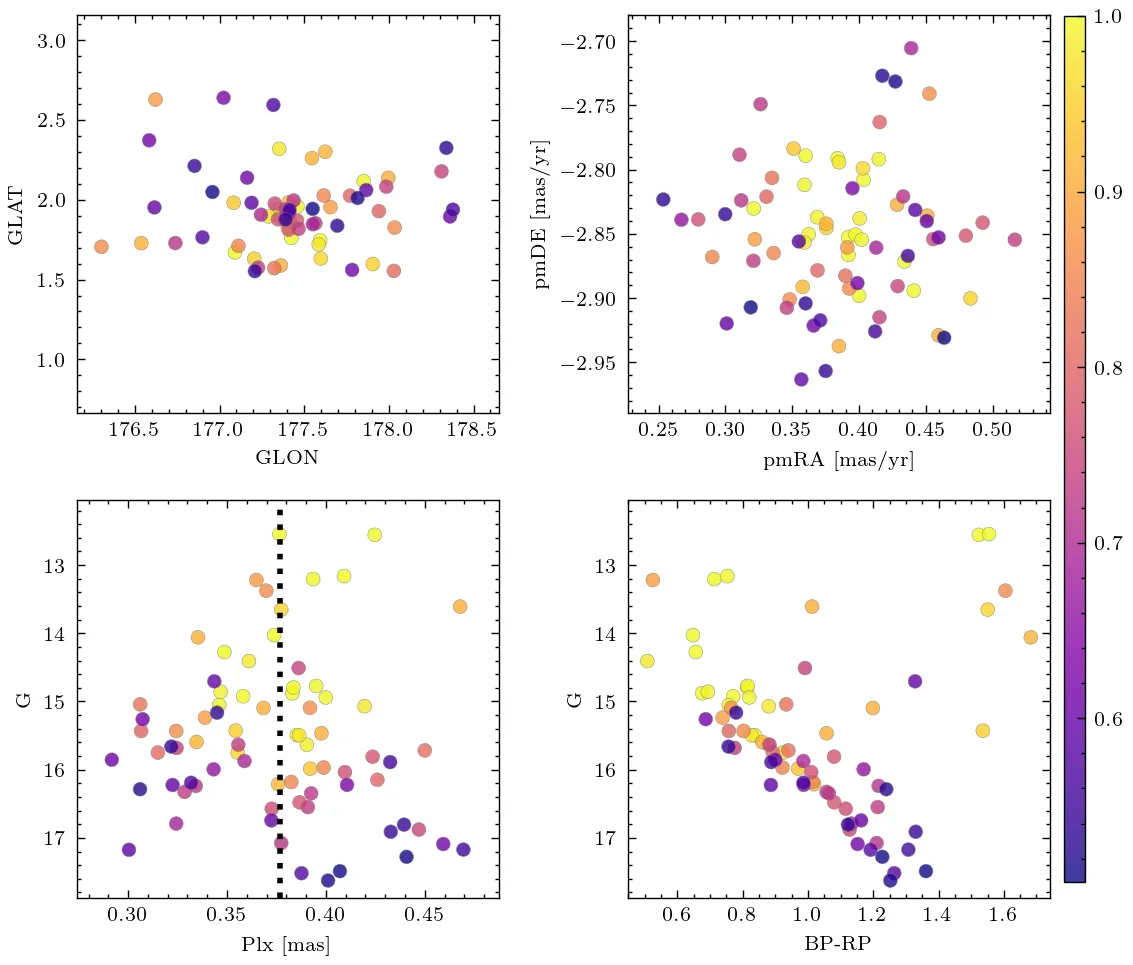 3.0
2.5
2.0
1.5
1.0
GLAT
176.5 177.0 177.5 178.0 178.5
GLON
−2.70
−2.75
−2.80
−2.85
−2.90
−2.95
pmDE [mas/yr]
0.25 0.30 0.35 0.40 0.45 0.50
pmRA [mas/yr]
1.0
0.9
0.8
0.7
0.6
13
14
15
16
17
G
0.30 0.35 0.40 0.45
Plx [mas]
13
14
15
16
17
G
0.6 0.8 1.0 1.2 1.4 1.6
BP-RP